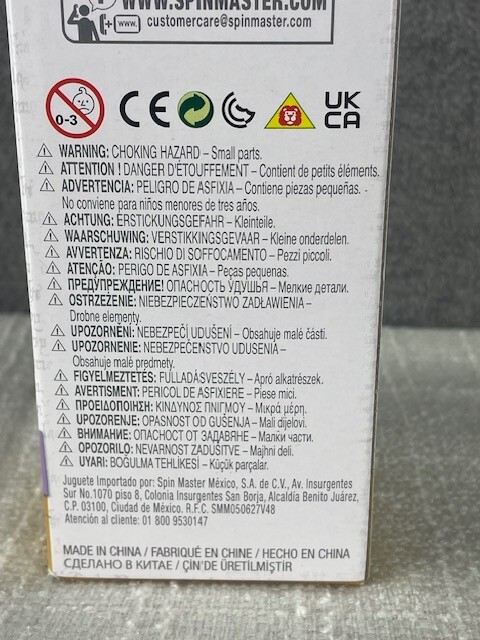 WWW.SPINMASTER.COM
www. customercare@spinmaster.com
0-3 CE UK CA
⚠ WARNING: CHOKING HAZARD – Small parts.
⚠ ATTENTION ! DANGER D'ÉTOUFFEMENT – Contient de petits éléments.
⚠ ADVERTENCIA: PELIGRO DE ASFIXIA – Contiene piezas pequeñas.
No conviene para niños menores de tres años.
⚠ ACHTUNG: ERSTICKUNGSGEFAHR – Kleinteile.
⚠ WAARSCHUWING: VERSTIKKINGSGEVAAR – Kleine onderdelen.
⚠ AVVERTENZA: RISCHIO DI SOFFOCAMENTO – Pezzi piccoli.
⚠ ATENÇÃO: PERIGO DE ASFIXIA – Peças pequenas.
⚠ ПРЕДУПРЕЖДЕНИЕ! ОПАСНОСТЬ УДУШЬЯ – Мелкие детали.
⚠ OSTRZEŻENIE: NIEBEZPIECZEŃSTWO ZADŁAWIENIA –
Drobne elementy.
⚠ UPOZORNĚNÍ: NEBEZPEČÍ UDUŠENÍ – Obsahuje malé části.
⚠ UPOZORNENIE: NEBEZPEČENSTVO UDUSENIA –
Obsahuje malé predmety.
⚠ FIGYELMEZTETÉS: FULLADÁSVESZÉLY – Apró alkatrészek.
⚠ AVERTISMENT: PERICOL DE ASFIXIERE – Piese mici.
⚠ ΠΡΟΕΙΔΟΠΟΙΗΣΗ: ΚΙΝΔΥΝΟΣ ΠΝΙΓΜΟΥ – Μικρά μέρη.
⚠ UPOZORENJE: OPASNOST OD GUŠENJA – Mali dijelovi.
⚠ ВНИМАНИЕ: ОПАСНОСТ ОТ ЗАДАВЯНЕ – Малки части.
⚠ OPOZORILO: NEVARNOST ZADUŠITVE – Majhni deli.
⚠ UYARI: BOĞULMA TEHLİKESİ – Küçük parçalar.
Juguete Importado por: Spin Master México, S.A. de C.V., Av. Insurgentes
Sur No.1070 piso 8, Colonia Insurgentes San Borja, Alcaldía Benito Juárez,
C.P. 03100, Ciudad de México. R.F.C. SMM050627V48
Atención al cliente: 01 800 9530147
MADE IN CHINA / FABRIQUÉ EN CHINE / HECHO EN CHINA
СДЕЛАНО В КИТАЕ / ÇİN'DE ÜRETİLMİŞTİR